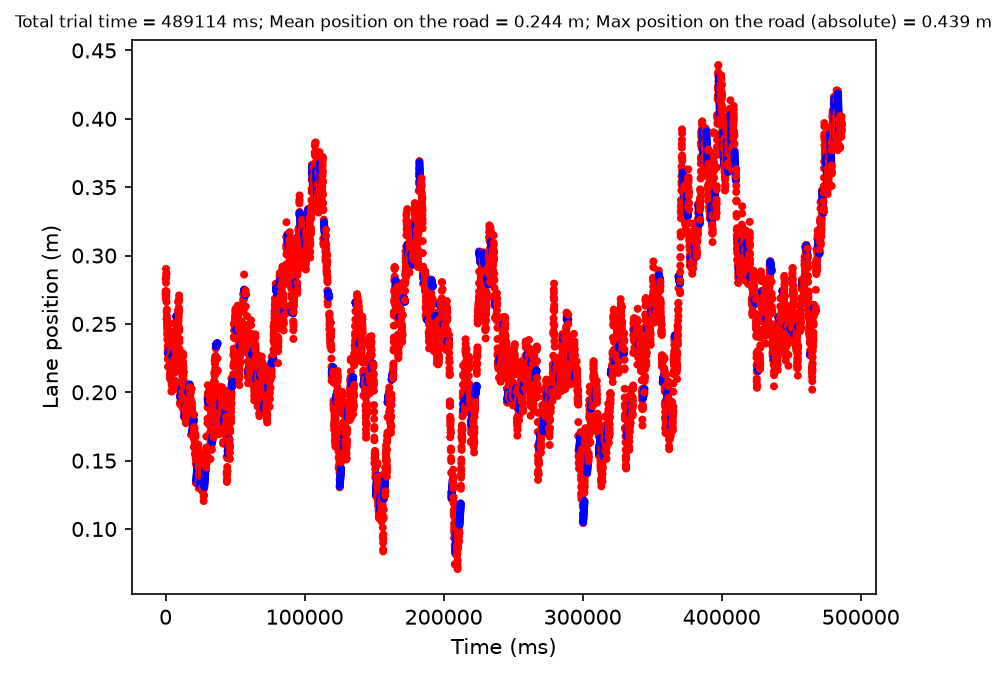 Total trial time = 489114 ms; Mean position on the road = 0.244 m; Max position on the road (absolute) = 0.439 m
0.45
0.40
0.35
0.30
0.25
0.20
0.15
0.10
Lane position (m)
0 100000 200000 300000 400000 500000
Time (ms)